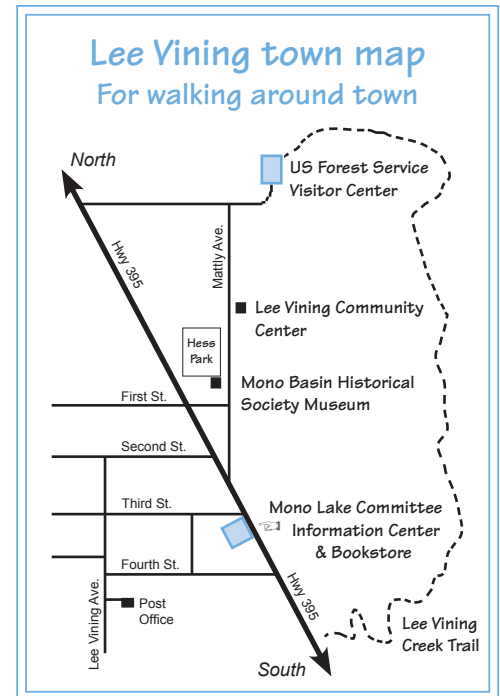 Lee Vining town map
For walking around town
North
US Forest Service
Visitor Center
Hwy 395
Mattly Ave.
Lee Vining Community
Center
Hess
Park
Mono Basin Historical
Society Museum
First St.
Second St.
Third St.
Mono Lake Committee
Information Center
& Bookstore
Fourth St.
Lee Vining Ave.
Post
Office
Hwy 395
Lee Vining
Creek Trail
South